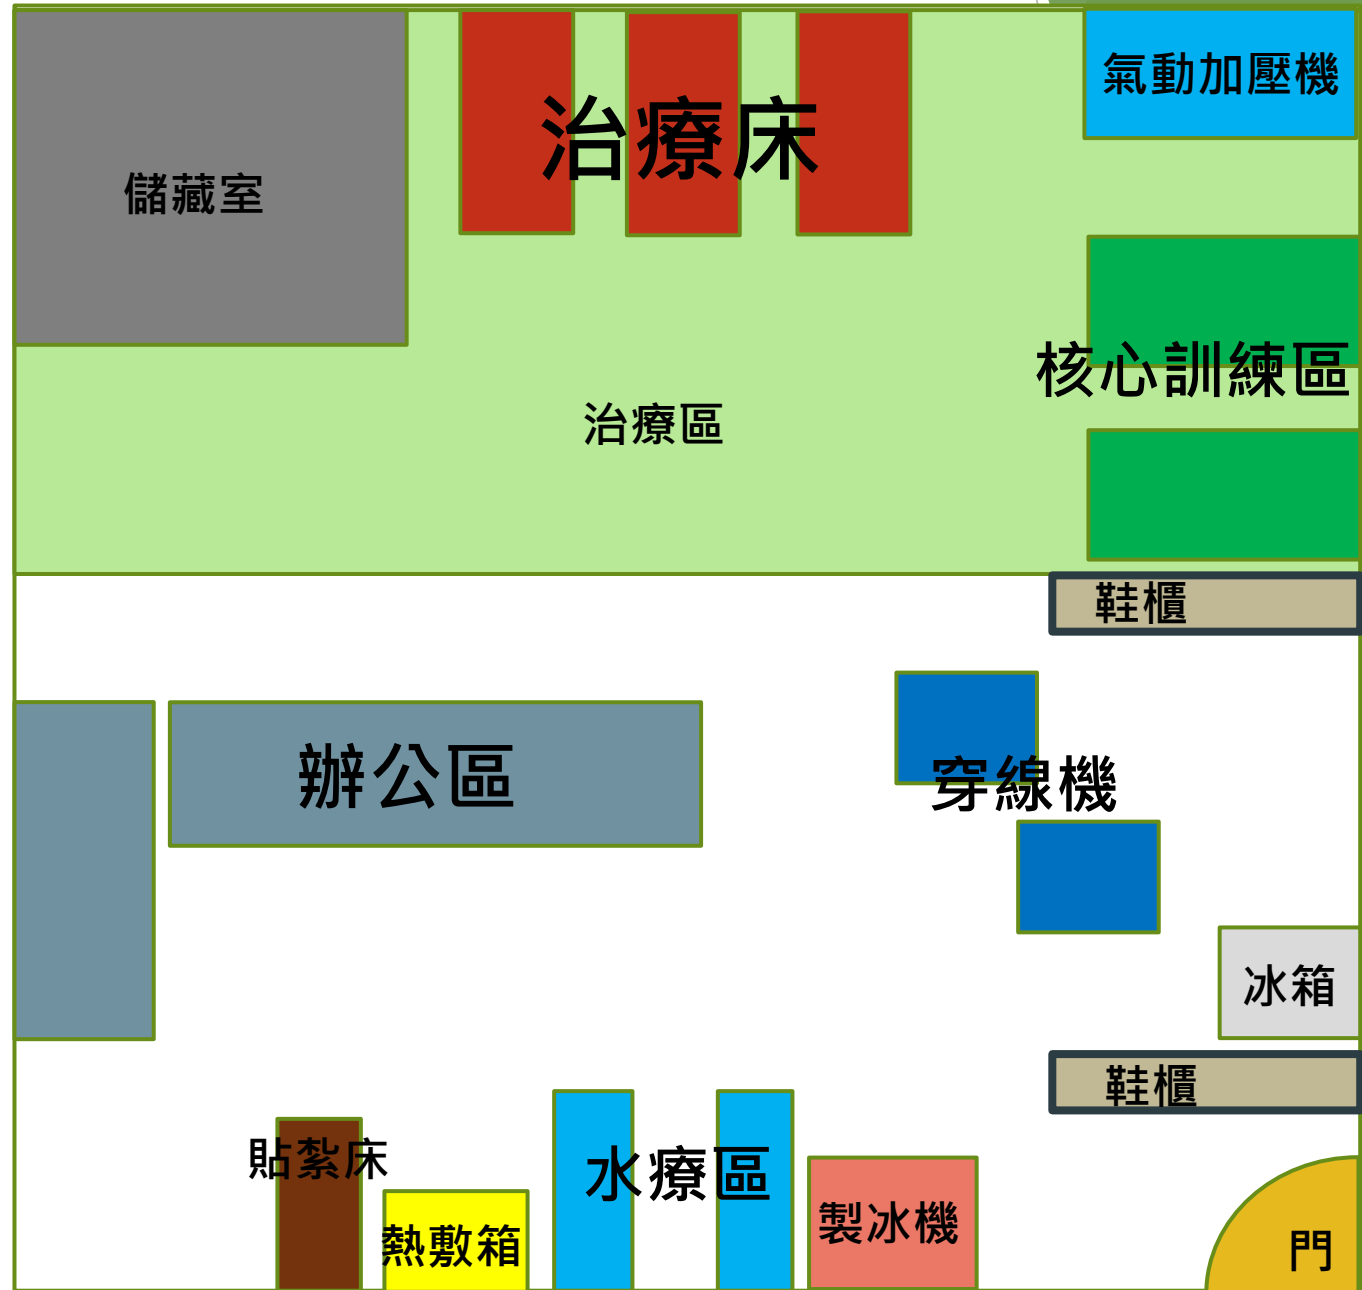 氣動加壓機
治療床
儲藏室
核心訓練區
治療區
鞋櫃
辦公區
穿線機
冰箱
鞋櫃
貼紮床
水療區
製冰機
熱敷箱
門